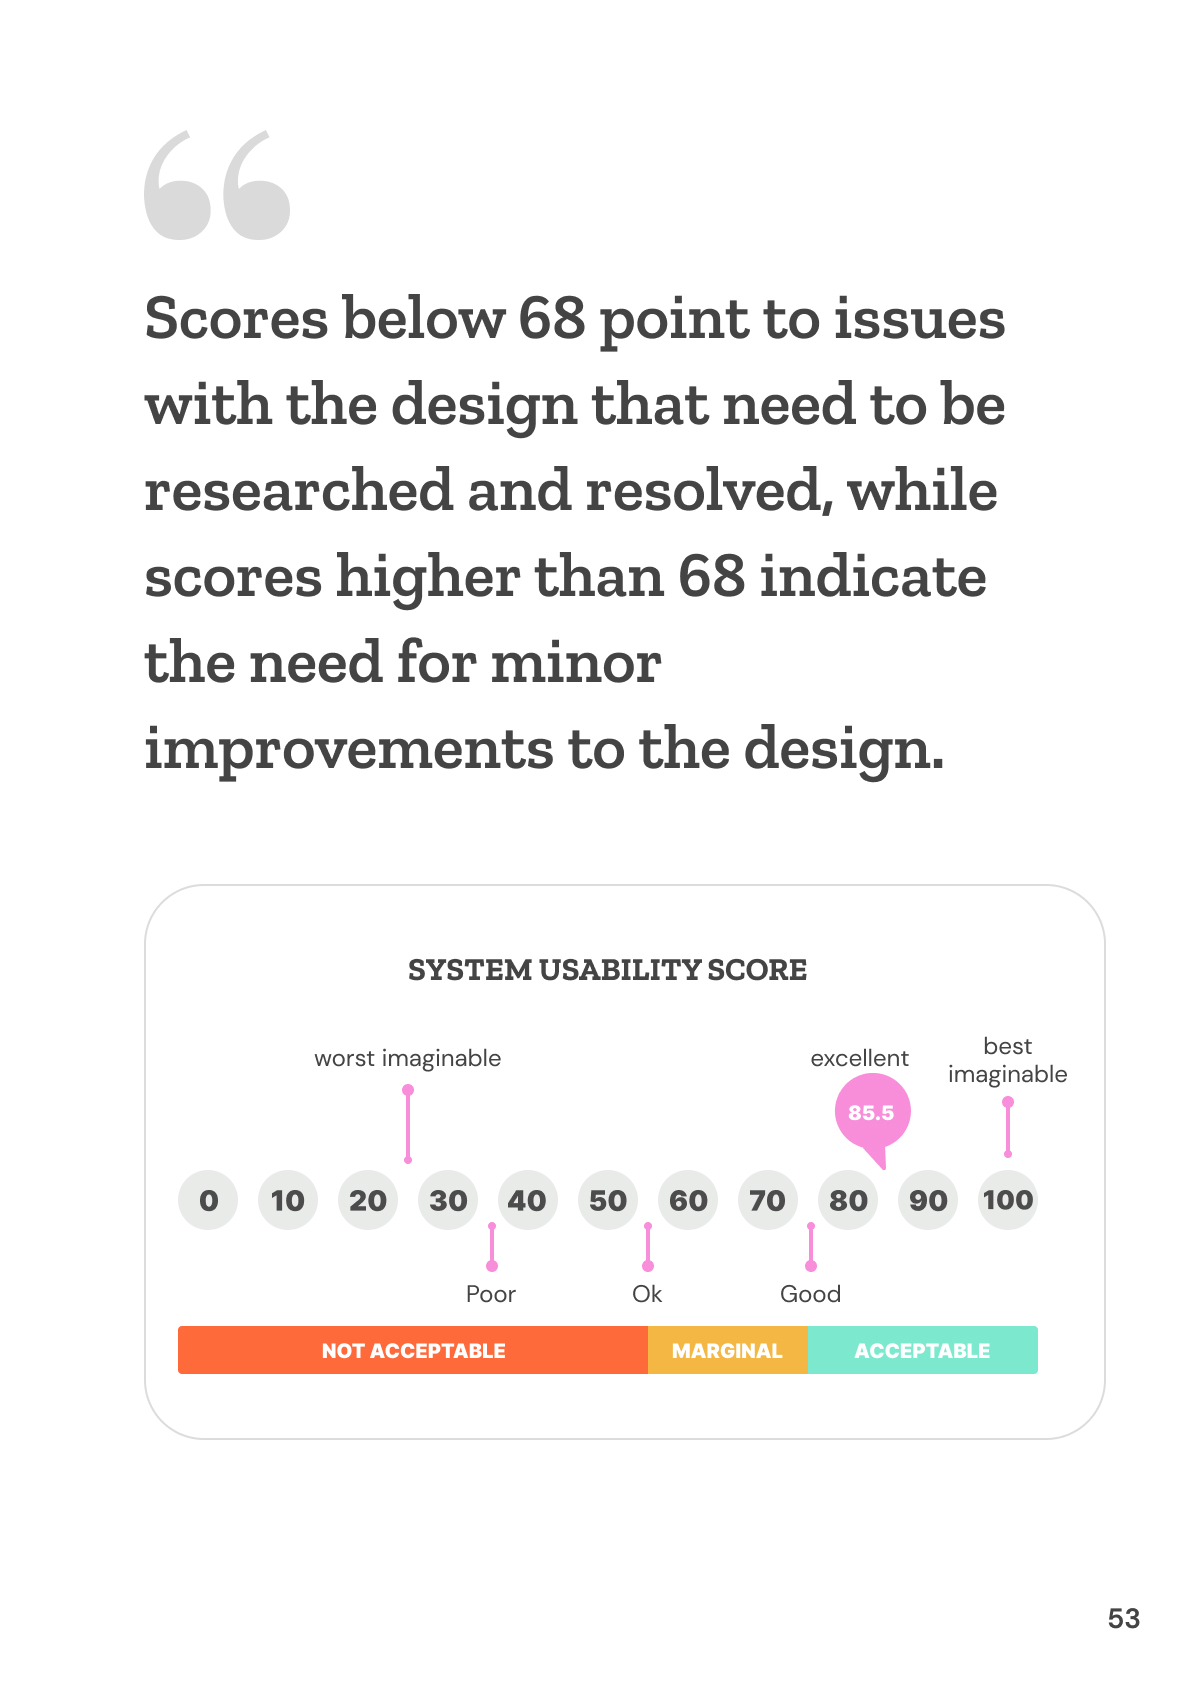 “
Scores below 68 point to issues
with the design that need to be
researched and resolved, while
scores higher than 68 indicate
the need for minor
improvements to the design.
SYSTEM USABILITY SCORE
worst imaginable
excellent
best
imaginable
85.5
0 10 20 30 40 50 60 70 80 90 100
Poor Ok Good
NOT ACCEPTABLE MARGINAL ACCEPTABLE
53